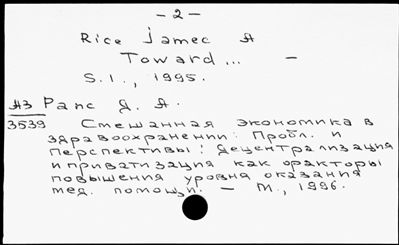 — 2 —
Rice James A
Toward... —
S. l., 1995.
А3 Райс Д. А.
3539 Смешанная экономика в
здравоохранении: Пробл. и
перспективы: Децентрализация
и приватизация как факторы
повышения уровня оказания
мед. помощи. — М., 1996.